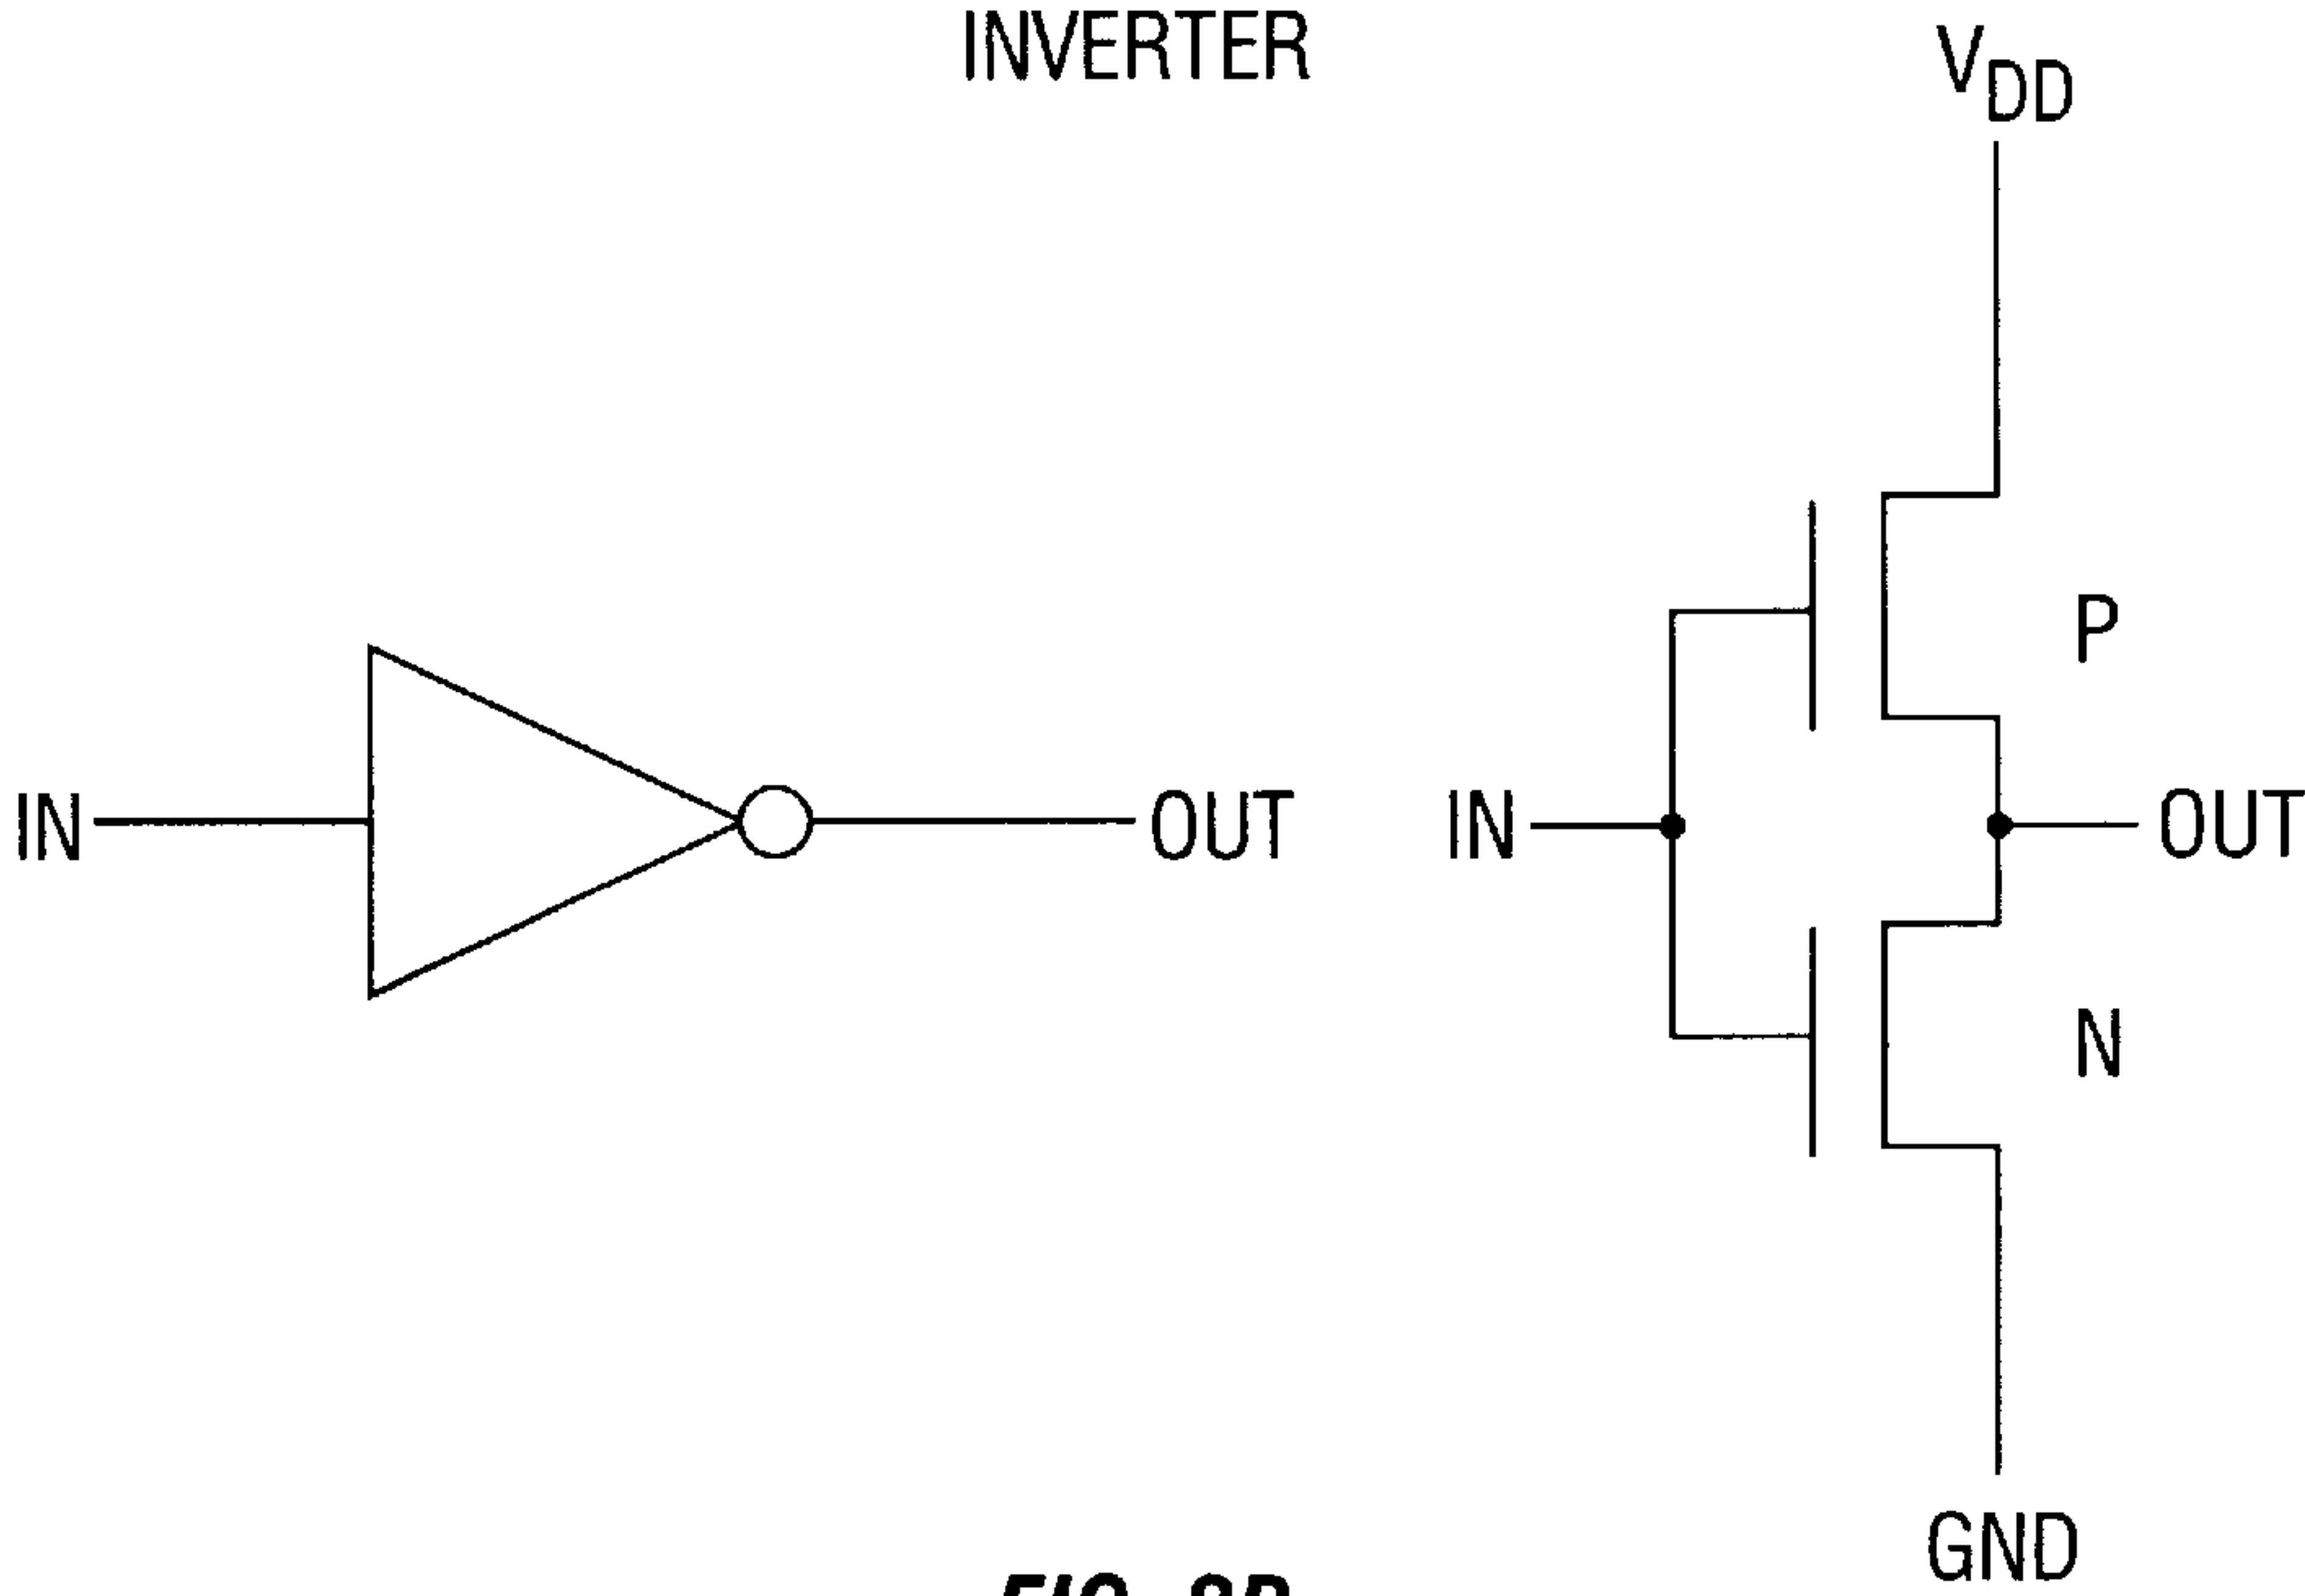 INVERTER
VDD
P
IN
OUT
IN
OUT
N
GND